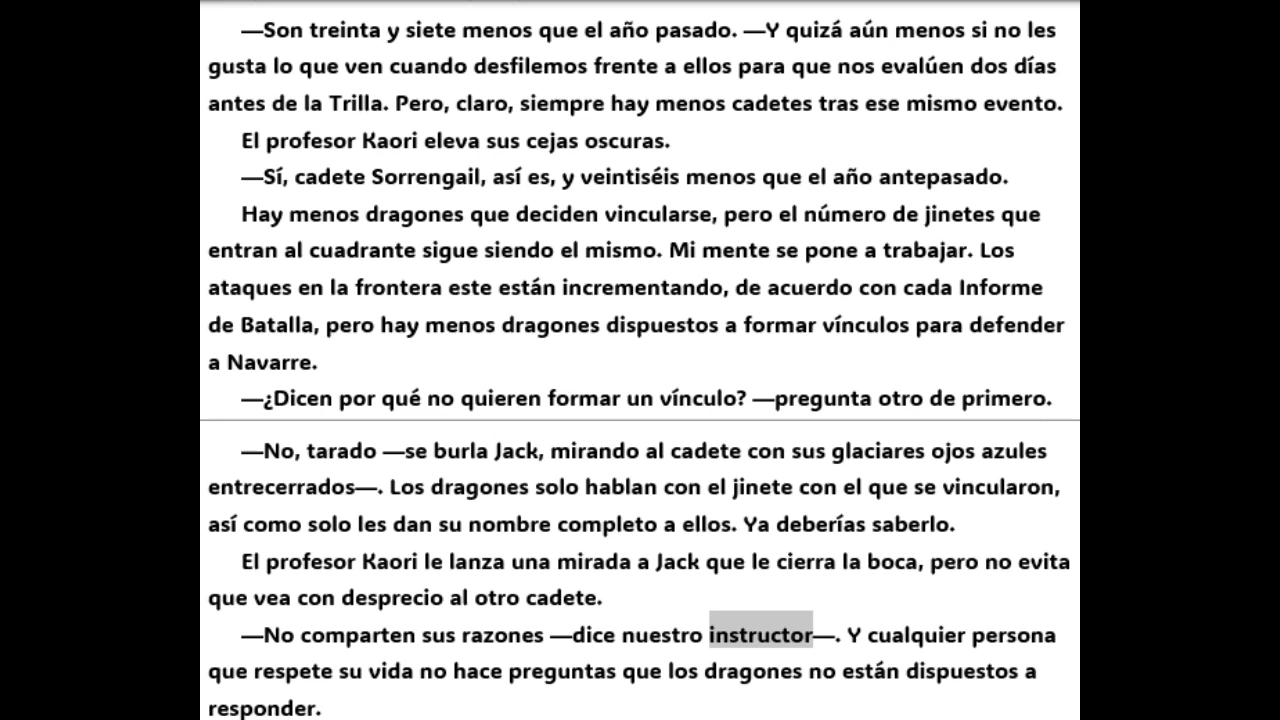 —Son treinta y siete menos que el año pasado. —Y quizá aún menos si no les
gusta lo que ven cuando desfilemos frente a ellos para que nos evalúen dos días
antes de la Trilla. Pero, claro, siempre hay menos cadetes tras ese mismo evento.
El profesor Kaori eleva sus cejas oscuras.
—Sí, cadete Sorrengail, así es, y veintiséis menos que el año antepasado.
Hay menos dragones que deciden vincularse, pero el número de jinetes que
entran al cuadrante sigue siendo el mismo. Mi mente se pone a trabajar. Los
ataques en la frontera este están incrementando, de acuerdo con cada Informe
de Batalla, pero hay menos dragones dispuestos a formar vínculos para defender
a Navarre.
—¿Dicen por qué no quieren formar un vínculo? —pregunta otro de primero.
—No, tarado —se burla Jack, mirando al cadete con sus glaciares ojos azules
entrecerrados—. Los dragones solo hablan con el jinete con el que se vincularon,
así como solo les dan su nombre completo a ellos. Ya deberías saberlo.
El profesor Kaori le lanza una mirada a Jack que le cierra la boca, pero no evita
que vea con desprecio al otro cadete.
—No comparten sus razones —dice nuestro instructor—. Y cualquier persona
que respete su vida no hace preguntas que los dragones no están dispuestos a
responder.